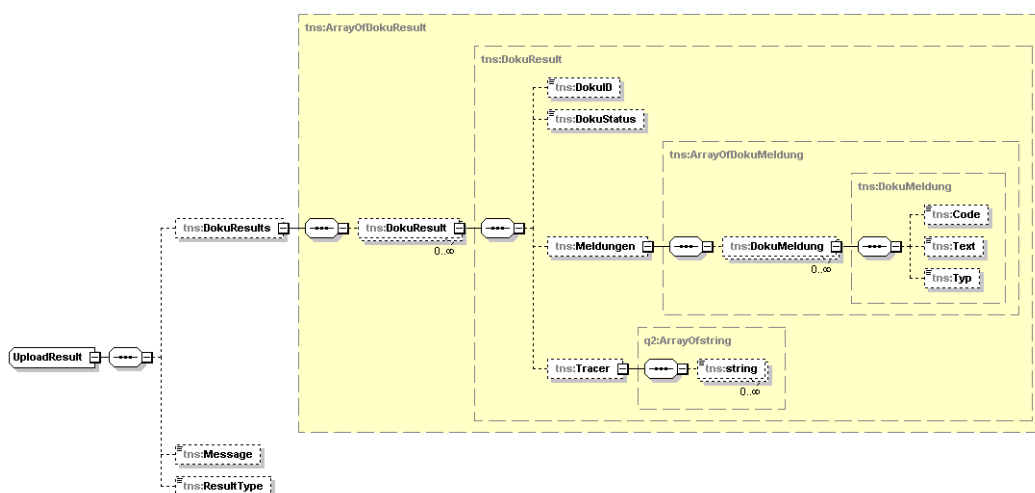 tns:ArrayOfDokuResult
tns:DokuResult
tns:DokuID
tns:DokuStatus
tns:ArrayOfDokuMeldung
tns:DokuMeldung
tns:Code
tns:DokuResults
tns:DokuResult
0..∞
tns:Meldungen
tns:DokuMeldung
0..∞
tns:Text
tns:Typ
q2:ArrayOfstring
UploadResult
tns:Tracer
tns:string
0..∞
tns:Message
tns:ResultType